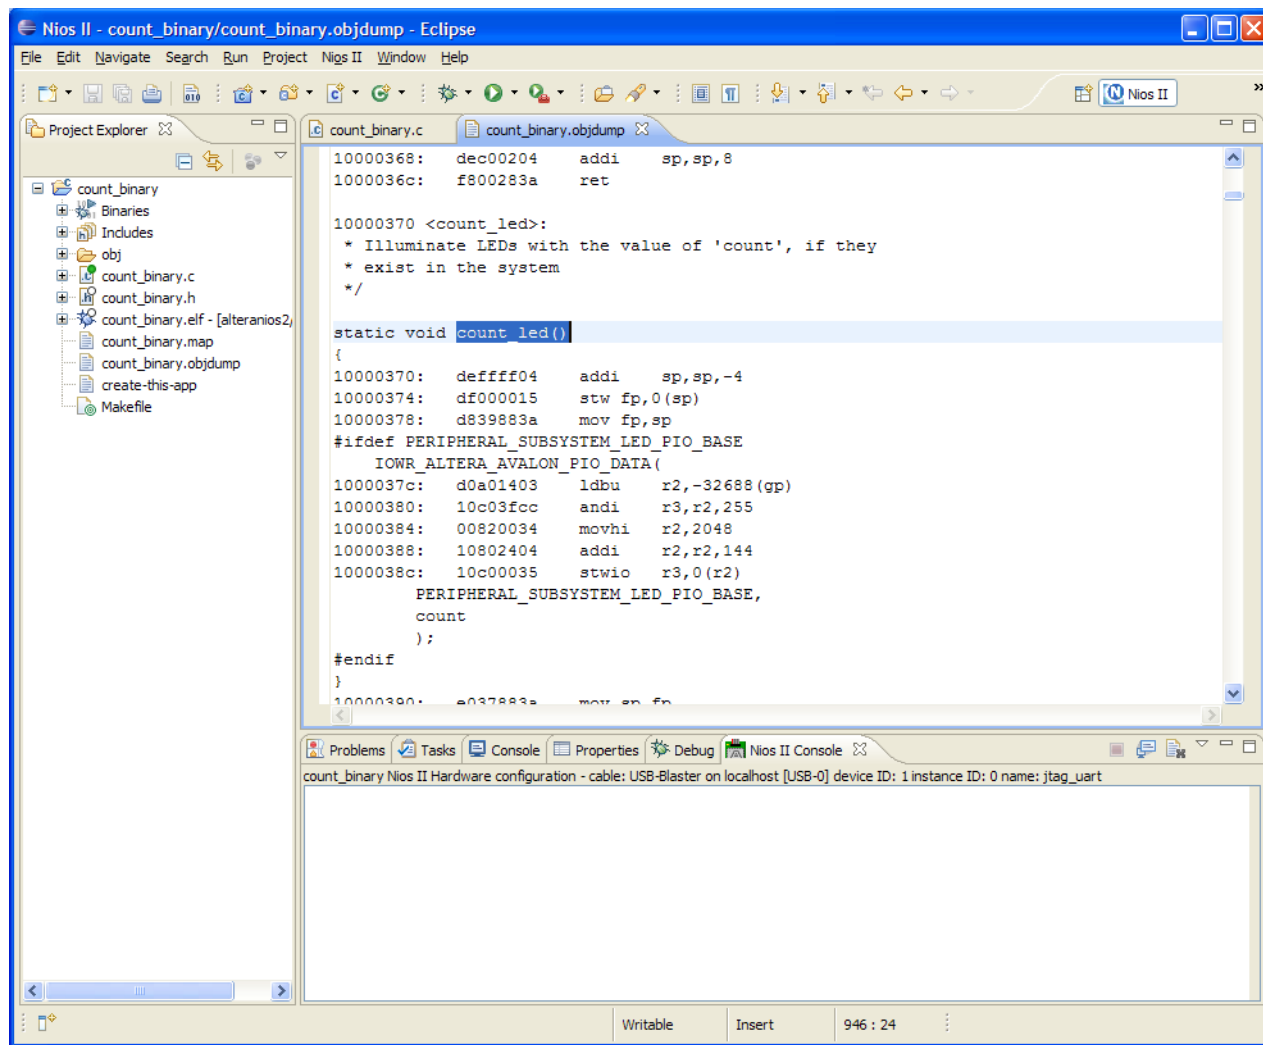 Nios II - count_binary/count_binary.objdump - Eclipse
File Edit Navigate Search Run Project Nios II Window Help
Nios II
Project Explorer
count_binary
Binaries
Includes
obj
count_binary.c
count_binary.h
count_binary.elf - [alteranios2/
count_binary.map
count_binary.objdump
create-this-app
Makefile
count_binary.c count_binary.objdump
10000368: dec00204 addi sp,sp,8
1000036c: f800283a ret
10000370 <count_led>:
* Illuminate LEDs with the value of 'count', if they
* exist in the system
*/
static void count_led()
{
10000370: deffff04 addi sp,sp,-4
10000374: df000015 stw fp,0(sp)
10000378: d839883a mov fp,sp
#ifdef PERIPHERAL_SUBSYSTEM_LED_PIO_BASE
IOWR_ALTERA_AVALON_PIO_DATA(
1000037c: d0a01403 ldbu r2,-32688(gp)
10000380: 10c03fcc andi r3,r2,255
10000384: 00820034 movhi r2,2048
10000388: 10802404 addi r2,r2,144
1000038c: 10c00035 stwio r3,0(r2)
PERIPHERAL_SUBSYSTEM_LED_PIO_BASE,
count
);
#endif
}
10000390: e037883a mov sp,fp
Problems Tasks Console Properties Debug Nios II Console
count_binary Nios II Hardware configuration - cable: USB-Blaster on localhost [USB-0] device ID: 1 instance ID: 0 name: jtag_uart
Writable Insert 946 : 24